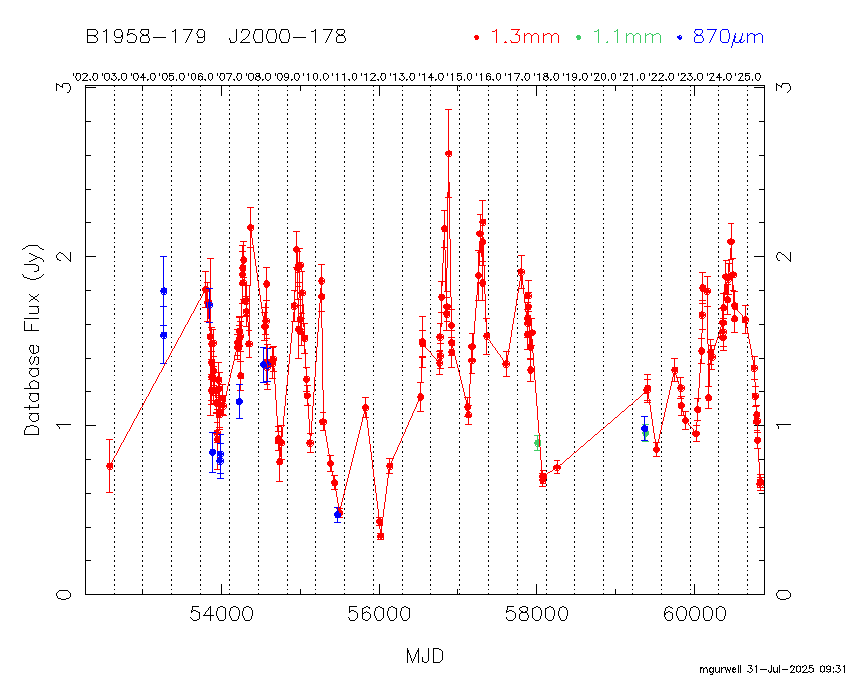 B1958-179 J2000-178 1.3mm 1.1mm 870μm
'02.0 '03.0 '04.0 '05.0 '06.0 '07.0 '08.0 '09.0 '10.0 '11.0 '12.0 '13.0 '14.0 '15.0 '16.0 '17.0 '18.0 '19.0 '20.0 '21.0 '22.0 '23.0 '24.0 '25.0
3 3
2 2
Database Flux (Jy)
1 1
0 0
54000 56000 58000 60000
MJD
mgurwell 31-Jul-2025 09:31